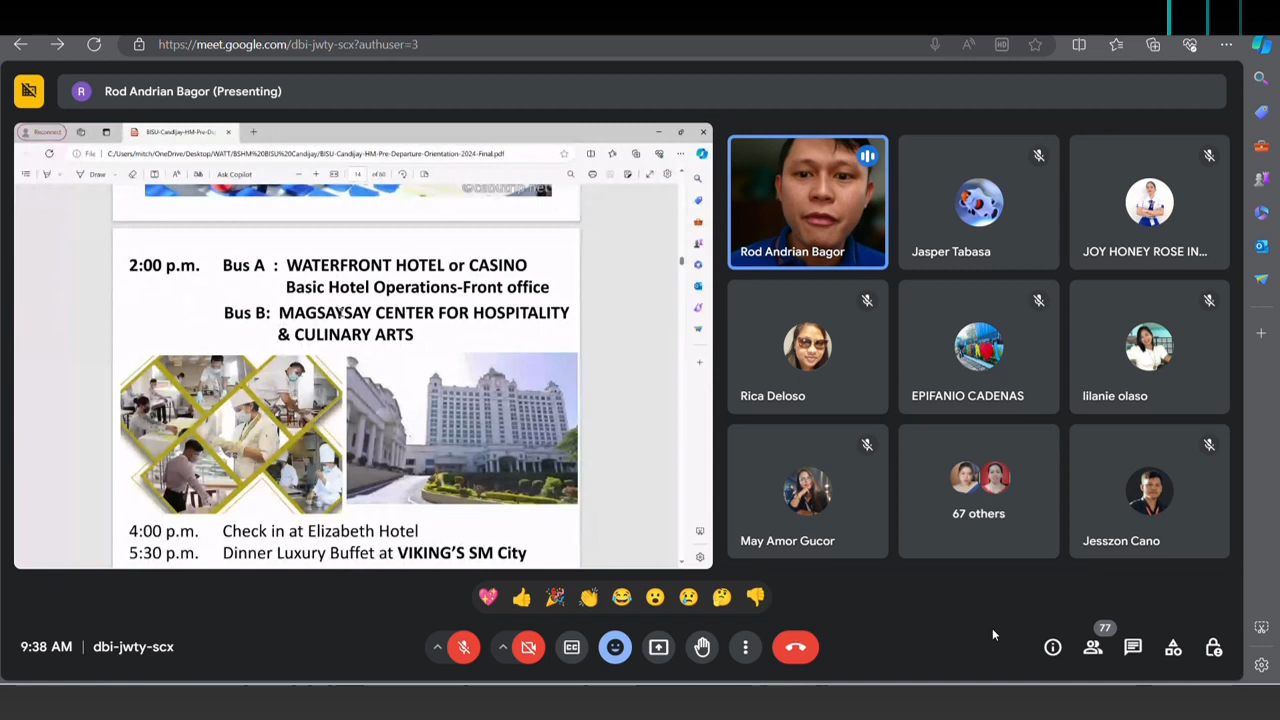 https://meet.google.com/dbi-jwty-scx?authuser=3
R
Rod Andrian Bagor (Presenting)
Reconnect
BISU-Candijay-HM-Pre-De
File
C:/Users/mitch/OneDrive/Desktop/WATT/BSHM%20BISU%20Candijay/BISU-Candijay-HM-Pre-Departure-Orientation-2024-Final.pdf
Draw
Ask Copilot
14 of 60
2:00 p.m. Bus A : WATERFRONT HOTEL or CASINO
Basic Hotel Operations-Front office
Bus B: MAGSAYSAY CENTER FOR HOSPITALITY
& CULINARY ARTS
4:00 p.m. Check in at Elizabeth Hotel
5:30 p.m. Dinner Luxury Buffet at VIKING'S SM City
Rod Andrian Bagor
Jasper Tabasa
JOY HONEY ROSE IN...
Rica Deloso
EPIFANIO CADENAS
lilanie olaso
May Amor Gucor
67 others
Jesszon Cano
9:38 AM | dbi-jwty-scx
CC
77